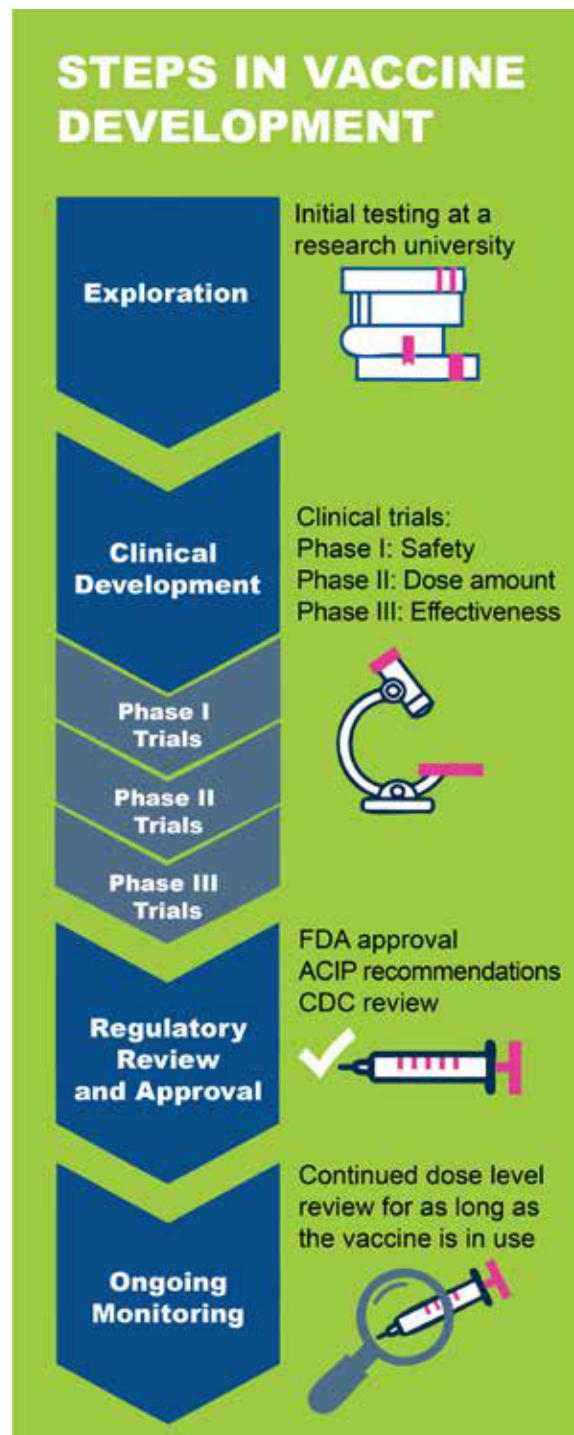 STEPS IN VACCINE
DEVELOPMENT
Exploration
Initial testing at a
research university
Clinical
Development
Clinical trials:
Phase I: Safety
Phase II: Dose amount
Phase III: Effectiveness
Phase I
Trials
Phase II
Trials
Phase III
Trials
Regulatory
Review
and Approval
FDA approval
ACIP recommendations
CDC review
Ongoing
Monitoring
Continued dose level
review for as long as
the vaccine is in use